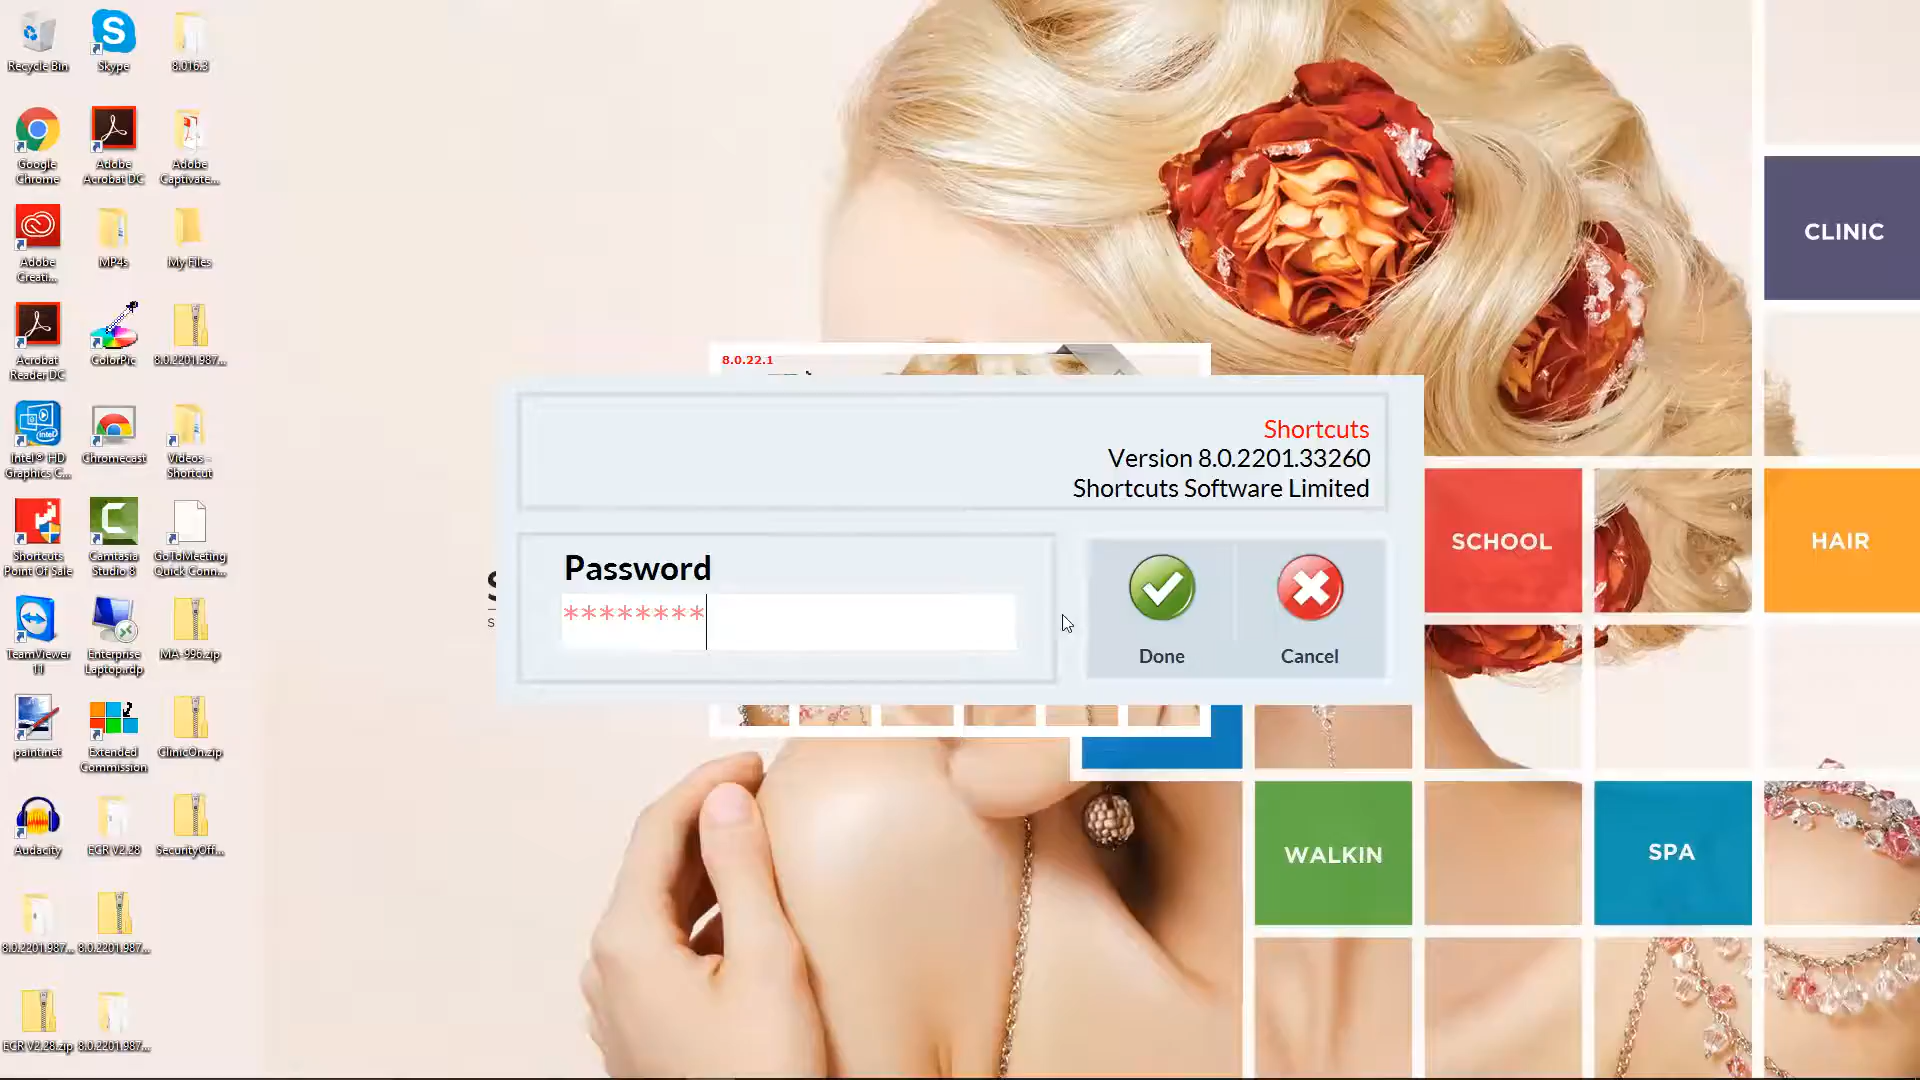 Recycle Bin
Skype
8.016.3
Google Chrome
Adobe Acrobat DC
Adobe Captivate...
Adobe Creati...
MP4s
My Files
Acrobat Reader DC
ColorPic
8.0.2201.987...
Intel® HD Graphics C...
Chromecast
Videos - Shortcut
Shortcuts Point Of Sale
Camtasia Studio 8
GoToMeeting Quick Conn...
TeamViewer 11
Enterprise Laptop.rdp
MA-996.zip
paint.net
Extended Commission
ClinicOn.zip
Audacity
EGR V2.28
SecurityOff...
8.0.2201.987...
8.0.2201.987...
EGR V2.28.zip
8.0.2201.987...
8.0.22.1
Shortcuts
Version 8.0.2201.33260
Shortcuts Software Limited
Password
********
Done
Cancel
CLINIC
SCHOOL
HAIR
WALKIN
SPA